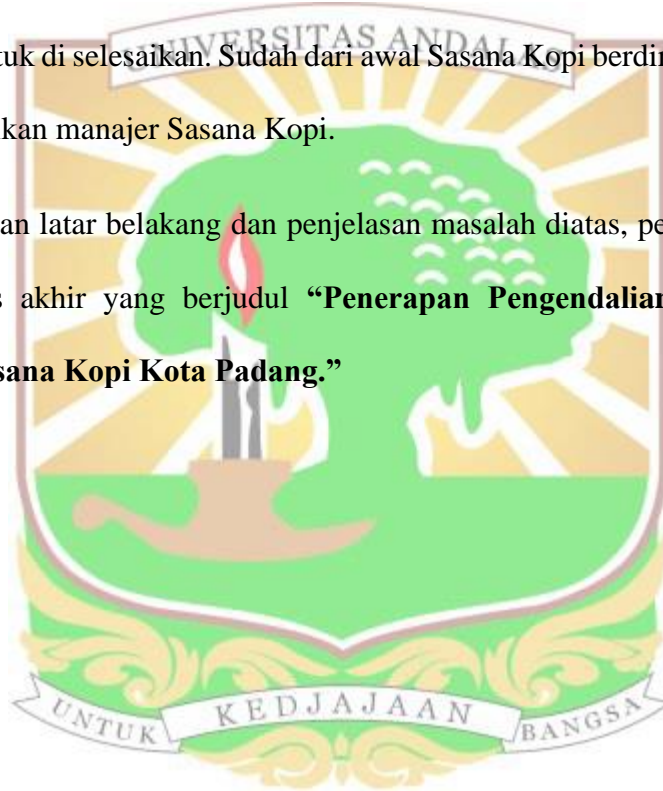 UNIVERSITAS ANDALAS
tuk di selesaikan. Sudah dari awal Sasana Kopi berdir
kan manajer Sasana Kopi.
an latar belakang dan penjelasan masalah diatas, pe
s akhir yang berjudul “Penerapan Pengendalian
sana Kopi Kota Padang.”
UNTUK KEDJAJAAN BANGSA